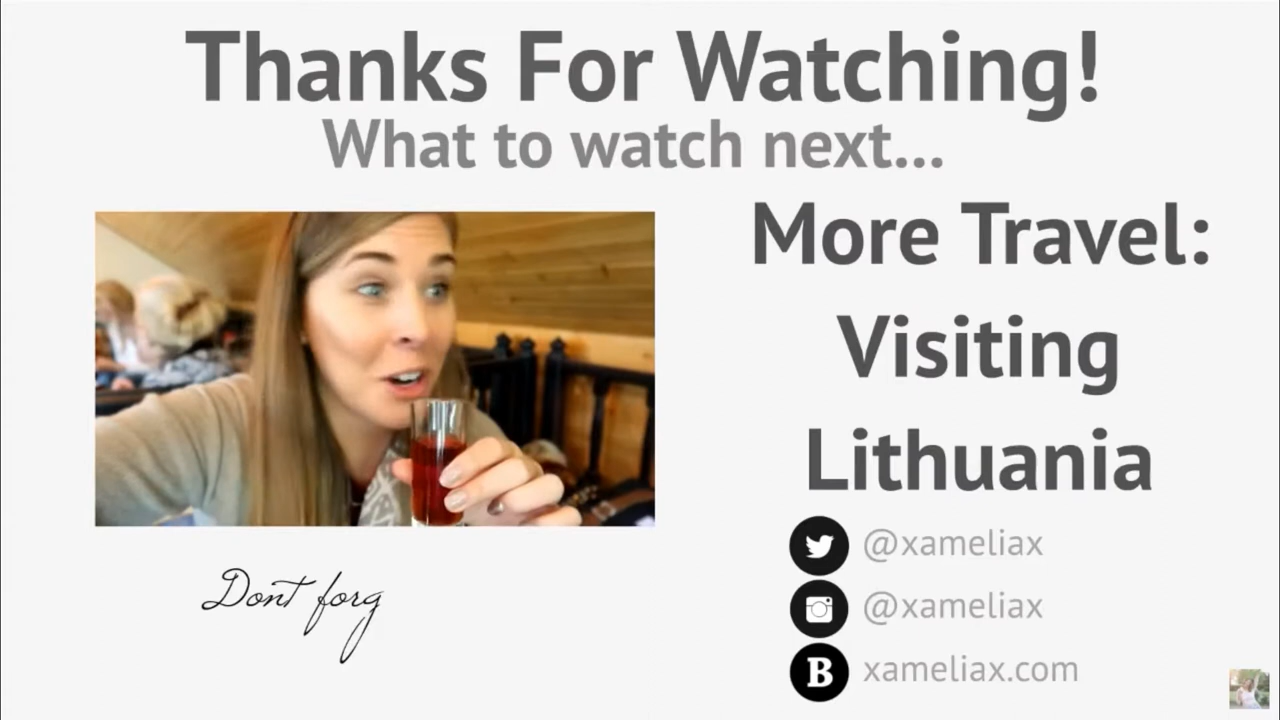 Thanks For Watching!
What to watch next...
More Travel:
Visiting
Lithuania
@xameliax
@xameliax
B xameliax.com
Dont forg